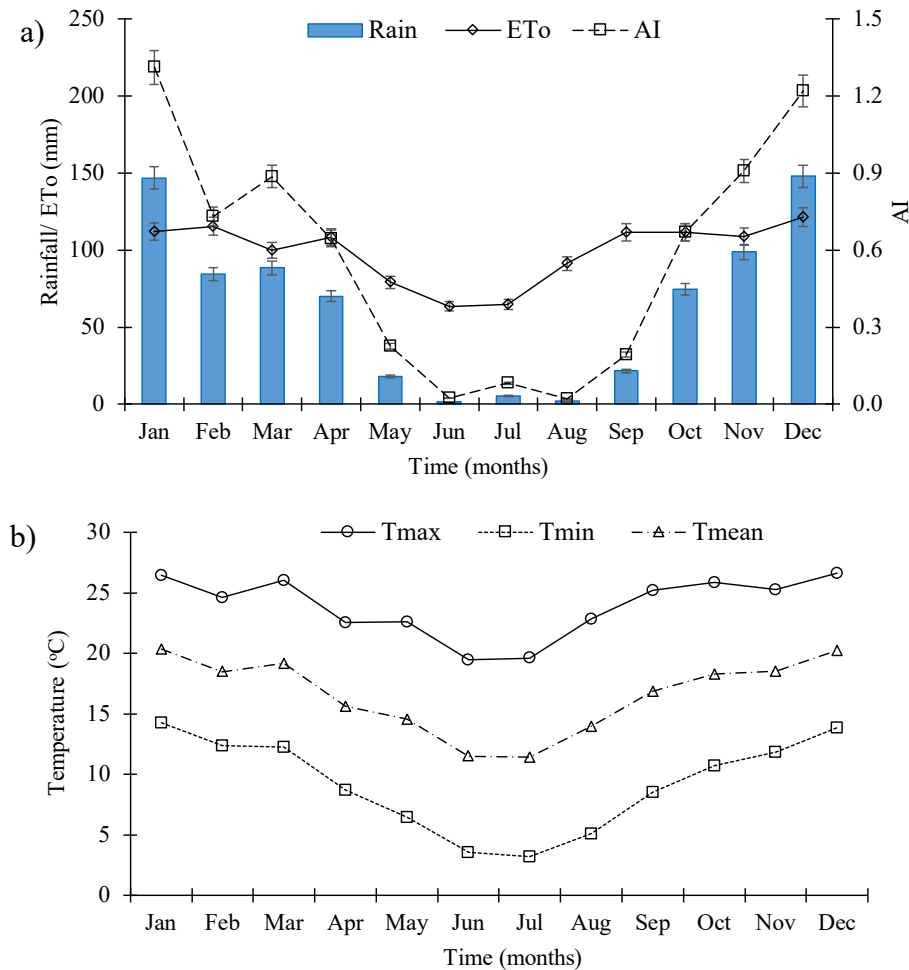 a)
Rain ETo AI
250
200
150
100
50
0
Rainfall/ ETo (mm)
1.5
1.2
0.9
0.6
0.3
0.0
AI
Jan Feb Mar Apr May Jun Jul Aug Sep Oct Nov Dec
Time (months)
b)
Tmax Tmin Tmean
30
25
20
15
10
5
0
Temperature (°C)
Jan Feb Mar Apr May Jun Jul Aug Sep Oct Nov Dec
Time (months)